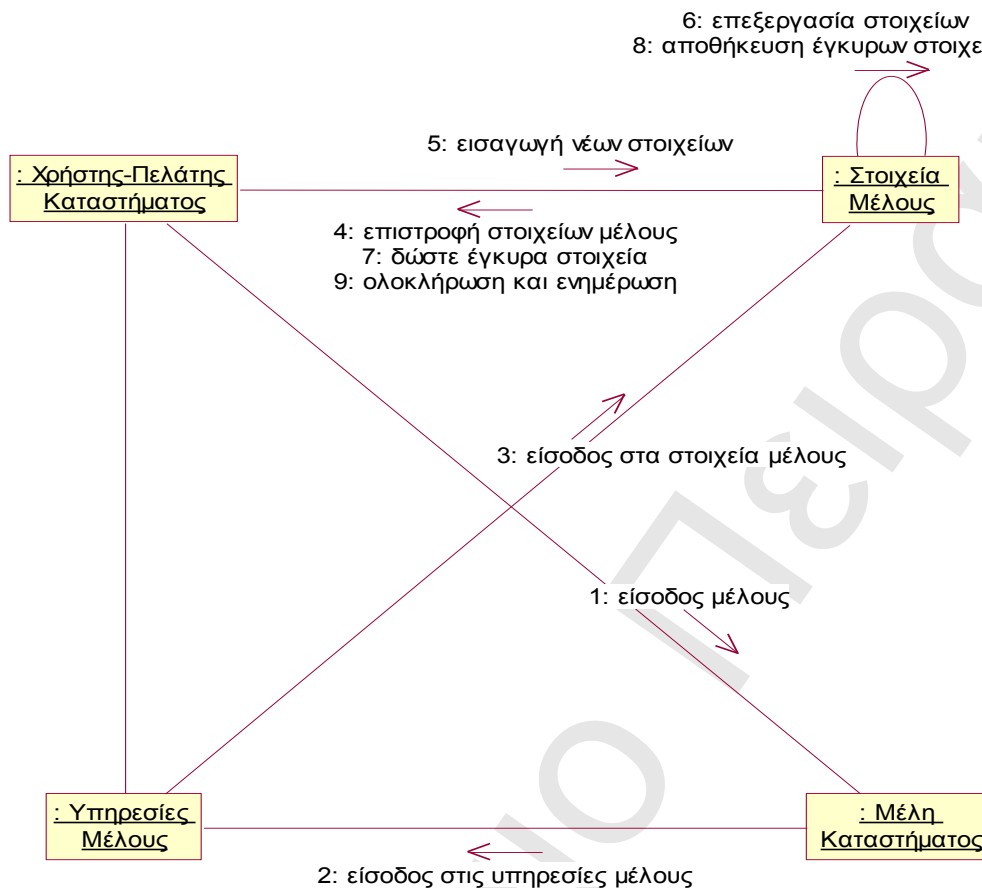 6: επεξεργασία στοιχείων
8: αποθήκευση έγκυρων στοιχε
5: εισαγωγή νέων στοιχείων
: Χρήστης-Πελάτης
Καταστήματος
: Στοιχεία
Μέλους
4: επιστροφή στοιχείων μέλους
7: δώστε έγκυρα στοιχεία
9: ολοκλήρωση και ενημέρωση
3: είσοδος στα στοιχεία μέλους
1: είσοδος μέλους
: Υπηρεσίες
Μέλους
: Μέλη
Καταστήματος
2: είσοδος στις υπηρεσίες μέλους
ιο Πειρα